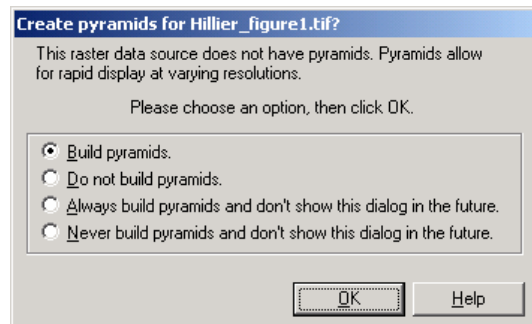 Create pyramids for Hillier_figure1.tif?
This raster data source does not have pyramids. Pyramids allow
for rapid display at varying resolutions.
Please choose an option, then click OK.
Build pyramids.
Do not build pyramids.
Always build pyramids and don't show this dialog in the future.
Never build pyramids and don't show this dialog in the future.
OK Help